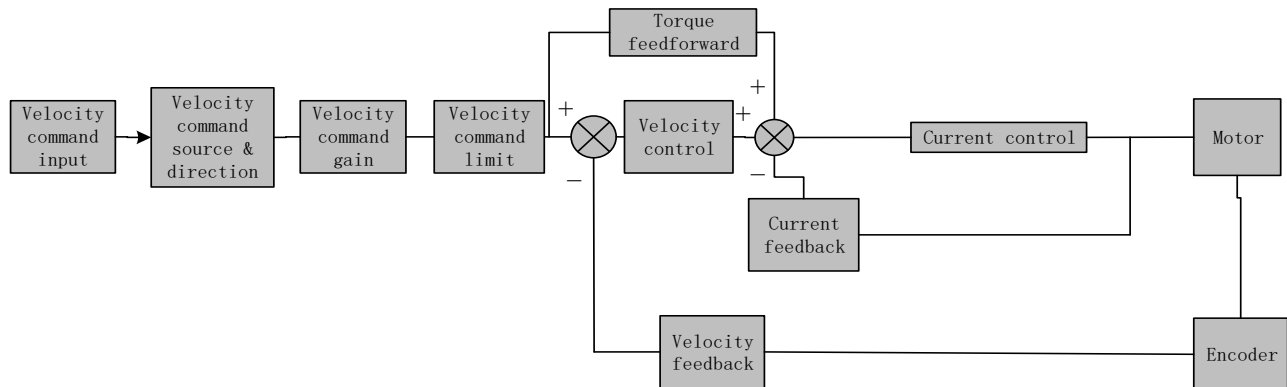 Torque
feedforward
Velocity
command
input
Velocity
command
source &
direction
Velocity
command
gain
Velocity
command
limit
+
−
Velocity
control
+
+
−
Current control
Motor
Current
feedback
Velocity
feedback
Encoder